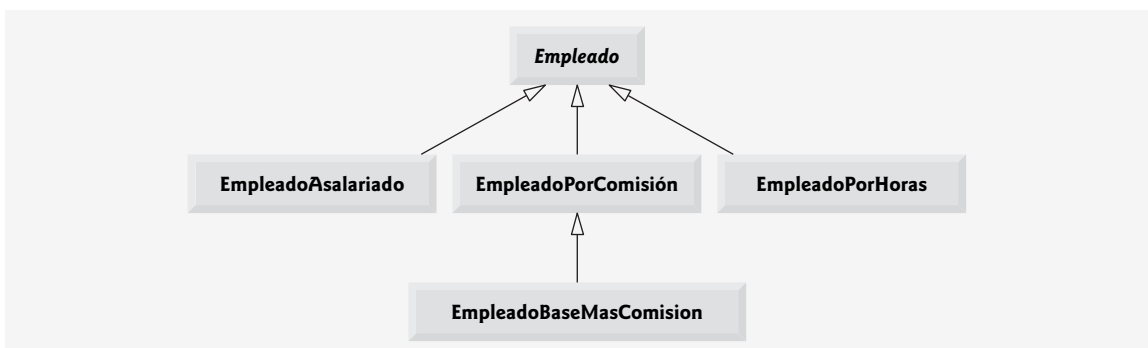 Empleado
EmpleadoAsalariado
EmpleadoPorComisión
EmpleadoPorHoras
EmpleadoBaseMasComision